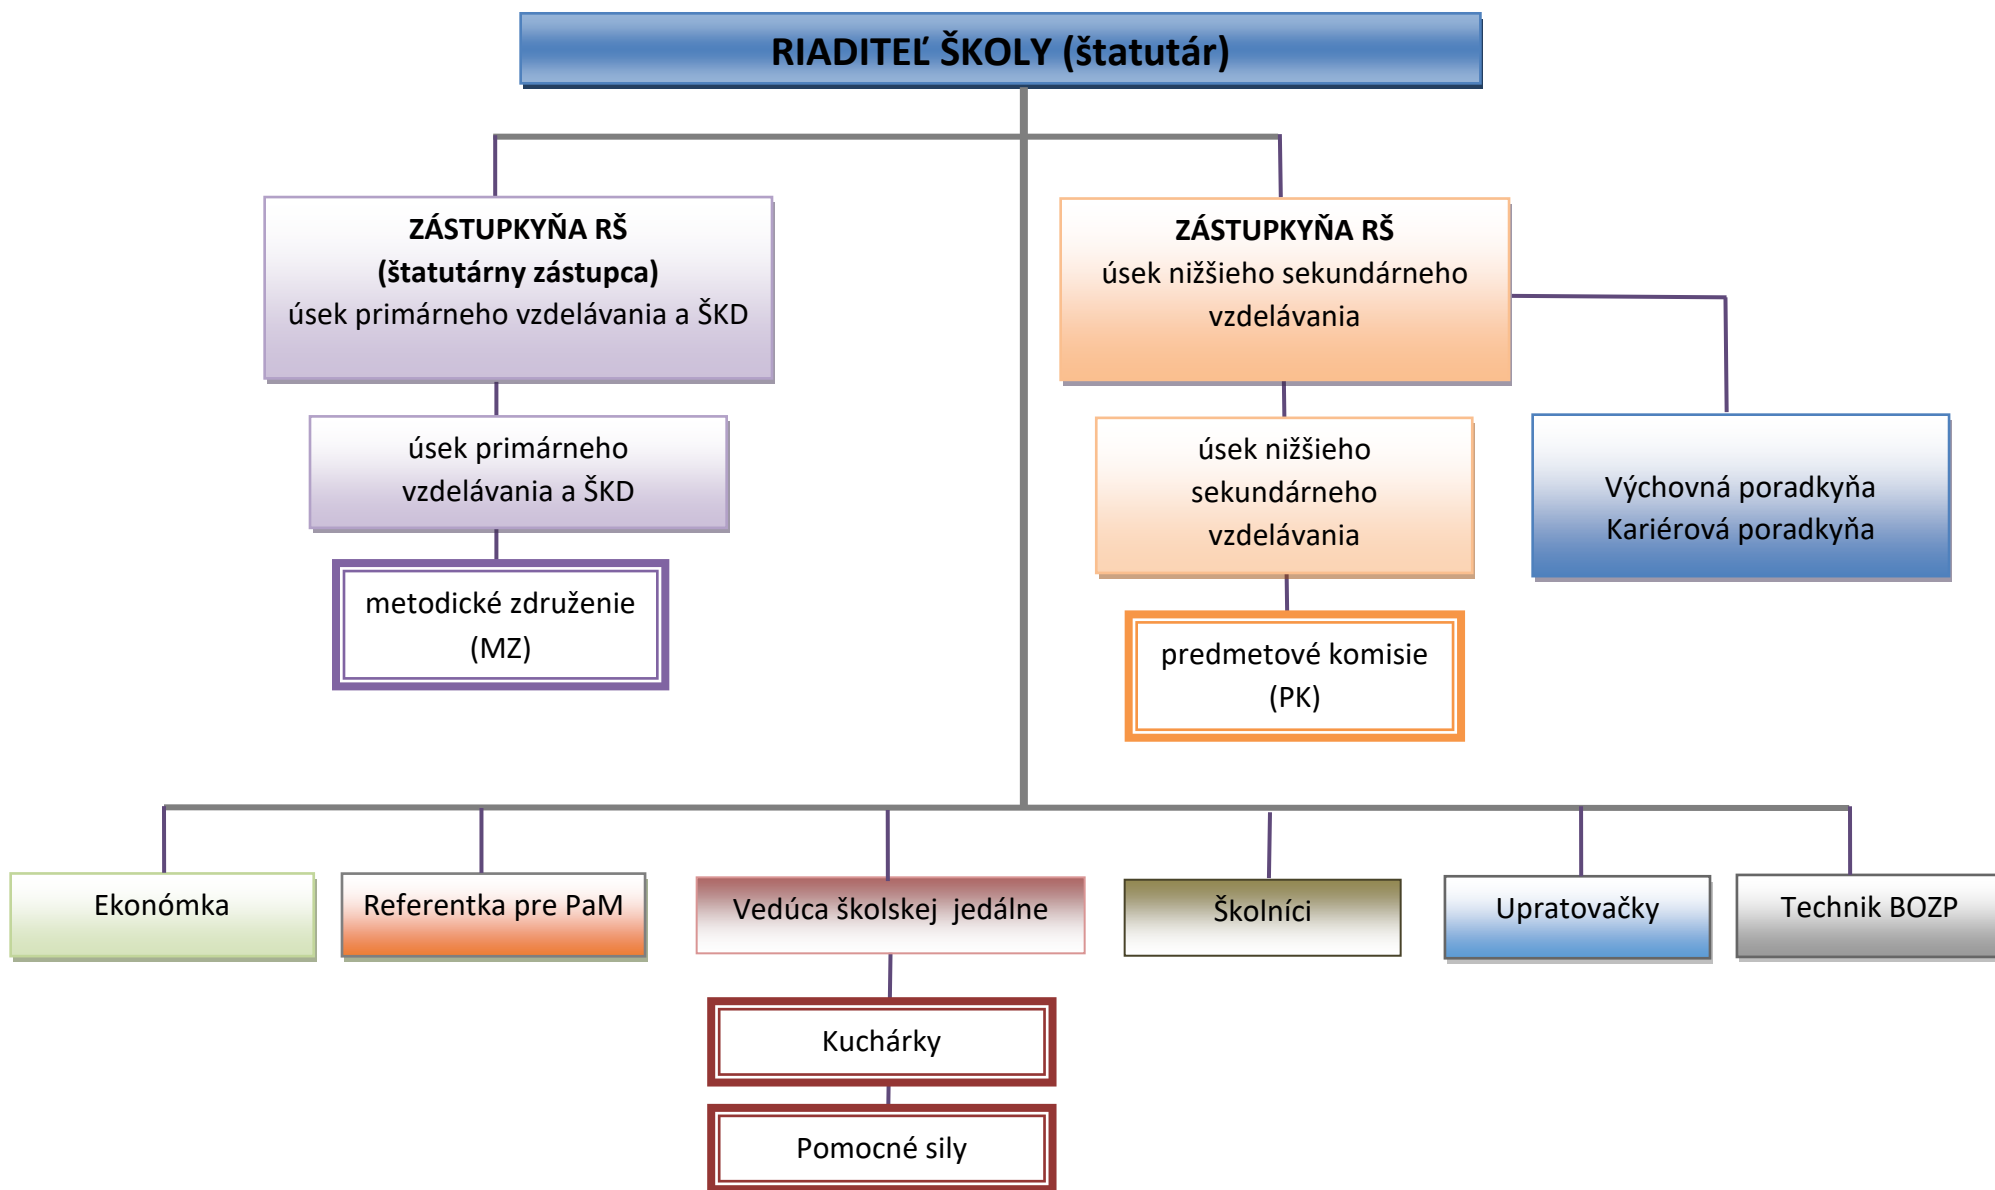 RIADITEĽ ŠKOLY (štatutár)
ZÁSTUPKYŇA RŠ
(štatutárny zástupca)
úsek primárneho vzdelávania a ŠKD
ZÁSTUPKYŇA RŠ
úsek nižšieho sekundárneho
vzdelávania
úsek primárneho
vzdelávania a ŠKD
úsek nižšieho
sekundárneho
vzdelávania
Výchovná poradkyňa
Kariérová poradkyňa
metodické združenie
(MZ)
predmetové komisie
(PK)
Ekonómka
Referentka pre PaM
Vedúca školskej  jedálne
Školníci
Upratovačky
Technik BOZP
Kuchárky
Pomocné sily